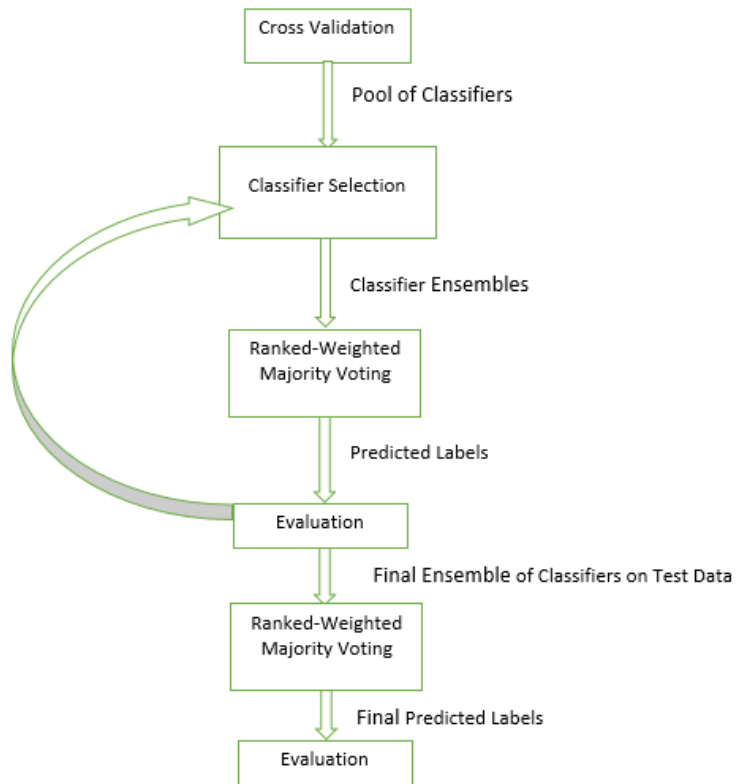 Cross Validation
Pool of Classifiers
Classifier Selection
Classifier Ensembles
Ranked-Weighted
Majority Voting
Predicted Labels
Evaluation
Final Ensemble of Classifiers on Test Data
Ranked-Weighted
Majority Voting
Final Predicted Labels
Evaluation